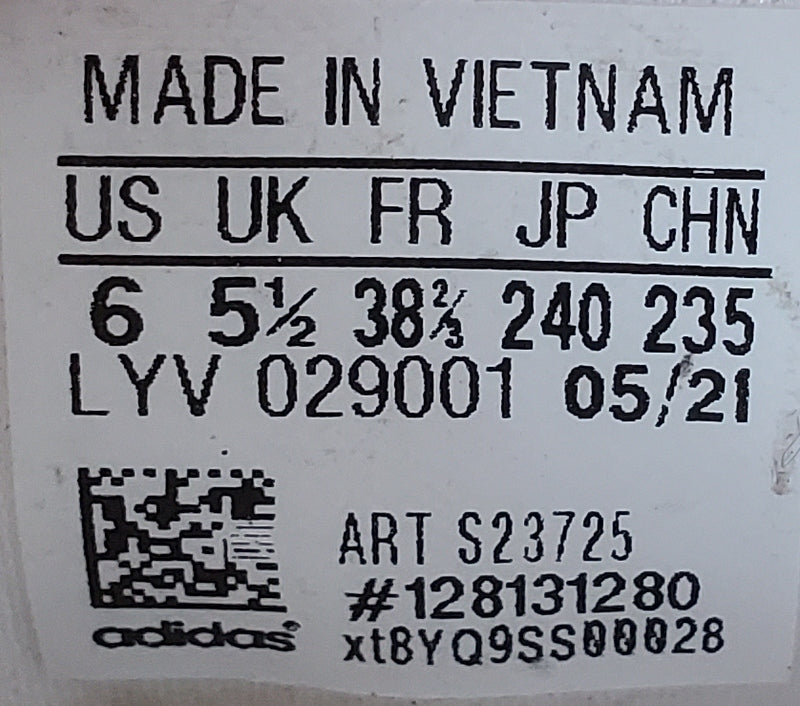 MADE IN VIETNAM
US UK FR JP CHN
6 5½ 38⅔ 240 235
LYV 029001 05/21
ART S23725
#128131280
adidas®
xt8YQ9SS00028